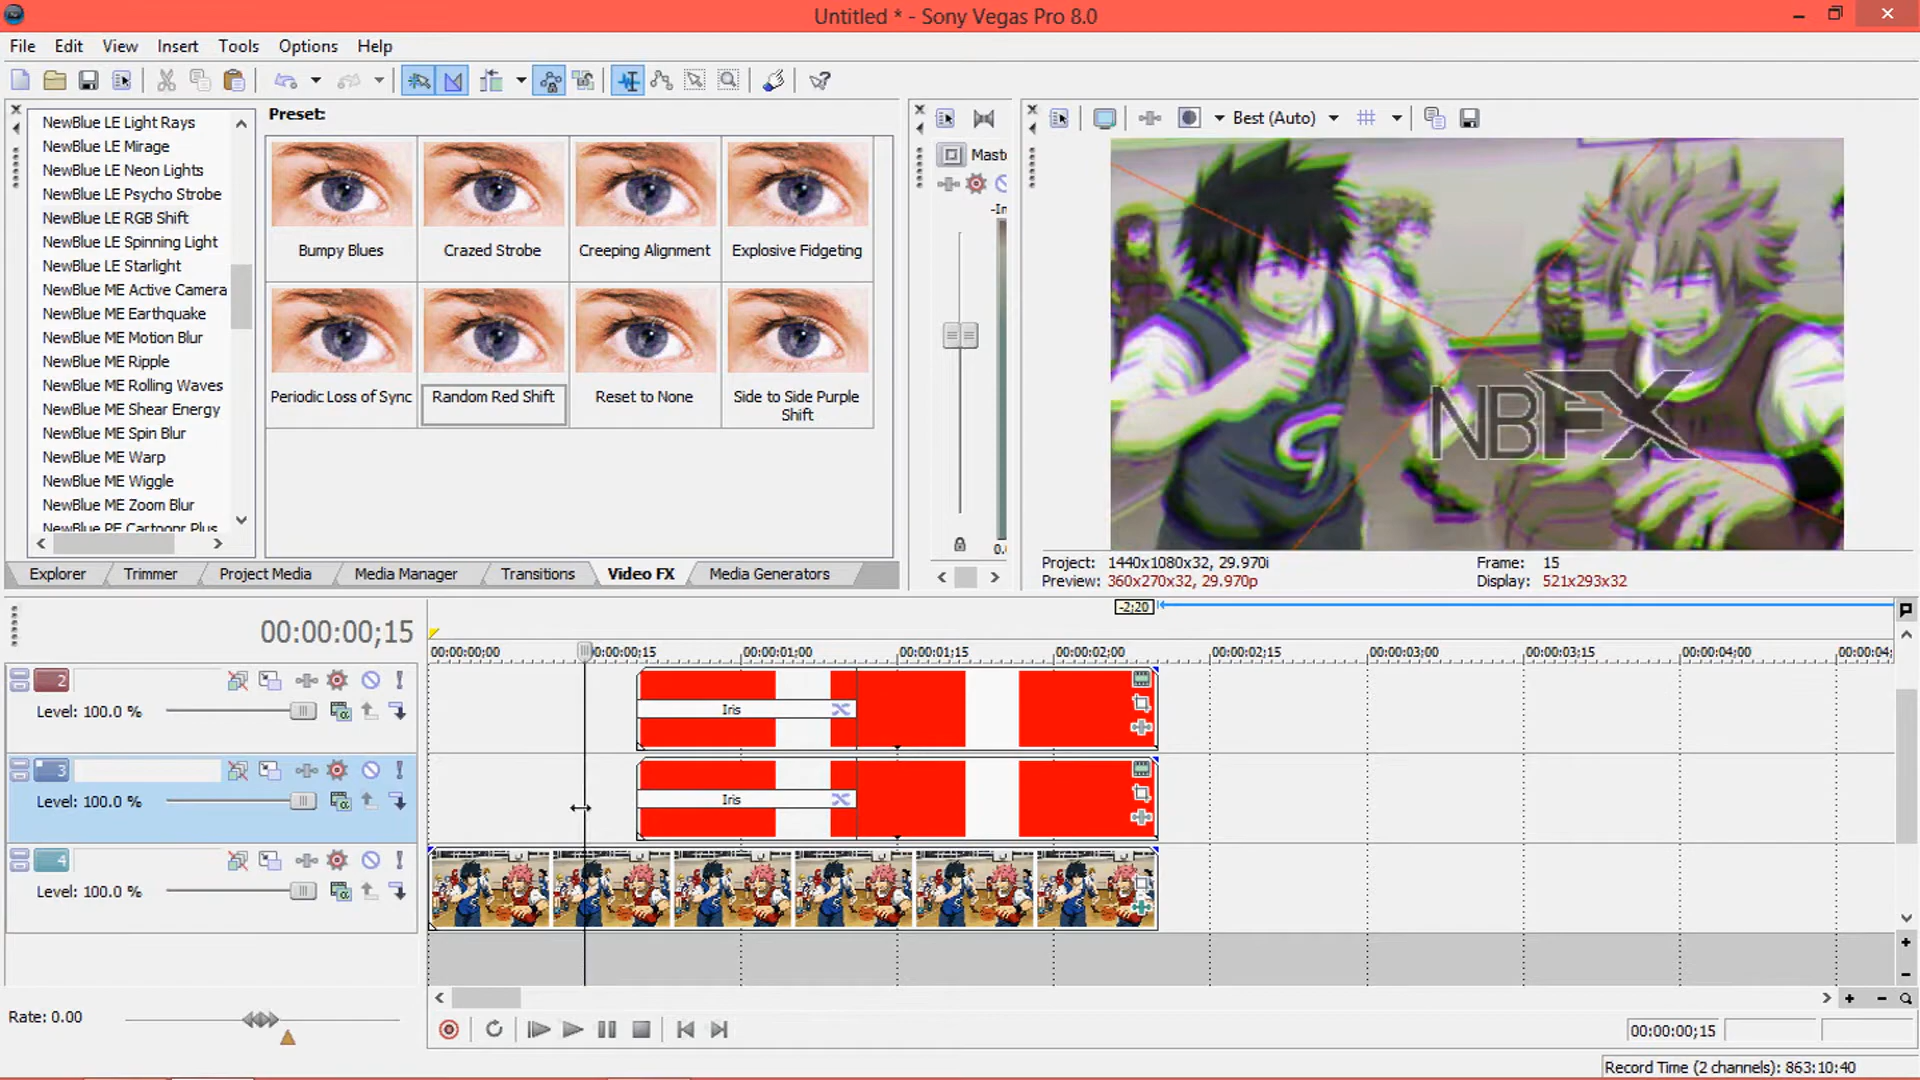 Untitled * - Sony Vegas Pro 8.0
File Edit View Insert Tools Options Help
NewBlue LE Light Rays
NewBlue LE Mirage
NewBlue LE Neon Lights
NewBlue LE Psycho Strobe
NewBlue LE RGB Shift
NewBlue LE Spinning Light
NewBlue LE Starlight
NewBlue ME Active Camera
NewBlue ME Earthquake
NewBlue ME Motion Blur
NewBlue ME Ripple
NewBlue ME Rolling Waves
NewBlue ME Shear Energy
NewBlue ME Spin Blur
NewBlue ME Warp
NewBlue ME Wiggle
NewBlue ME Zoom Blur
NewBlue PE Cartoonr Plus
Preset:
Bumpy Blues Crazed Strobe Creeping Alignment Explosive Fidgeting
Periodic Loss of Sync Random Red Shift Reset to None Side to Side Purple
Shift
Mast
-In
0.
Best (Auto)
G
NBFX
Project: 1440x1080x32, 29.970i Frame: 15
Preview: 360x270x32, 29.970p Display: 521x293x32
Explorer Trimmer Project Media Media Manager Transitions Video FX Media Generators
-2;20
00:00:00;15
00:00:00;00 00:00:00;15 00:00:01;00 00:00:01;15 00:00:02;00 00:00:02;15 00:00:03;00 00:00:03;15 00:00:04;00 00:00:04;
2
Level: 100.0 %
Iris
3
Level: 100.0 %
Iris
4
Level: 100.0 %
Rate: 0.00
00:00:00;15
Record Time (2 channels): 863:10:40